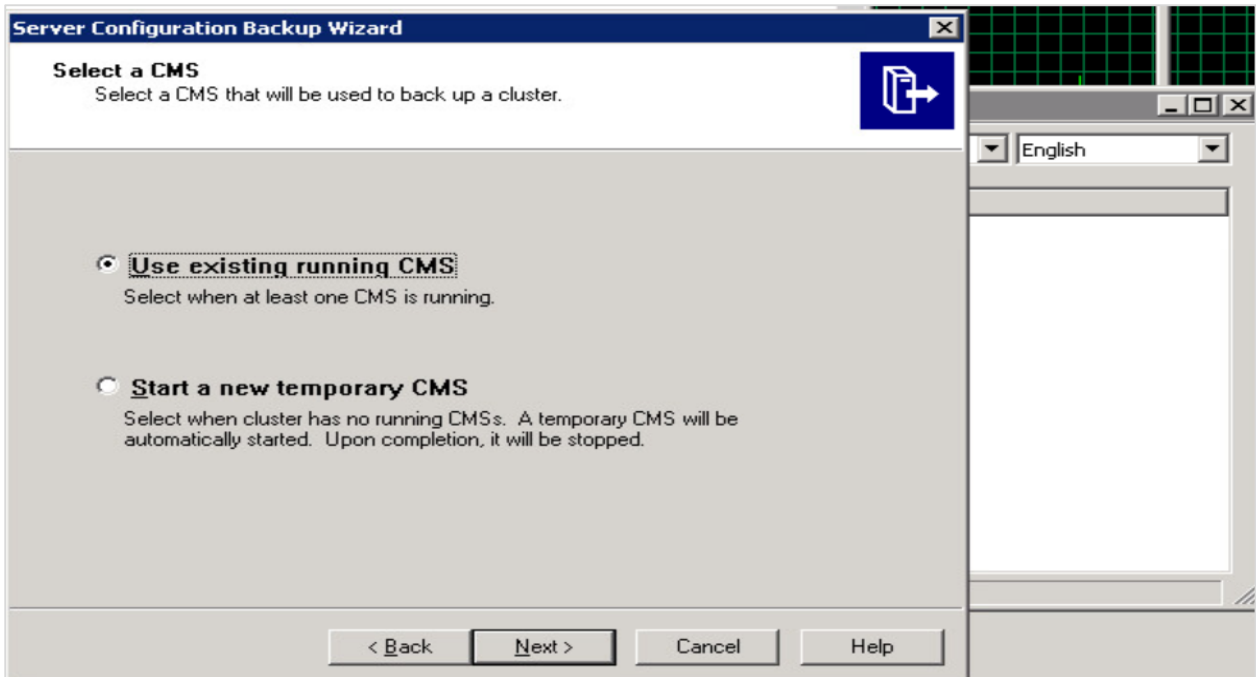 Server Configuration Backup Wizard
Select a CMS
Select a CMS that will be used to back up a cluster.
English
Use existing running CMS
Select when at least one CMS is running.
Start a new temporary CMS
Select when cluster has no running CMSs. A temporary CMS will be
automatically started. Upon completion, it will be stopped.
< Back
Next >
Cancel
Help